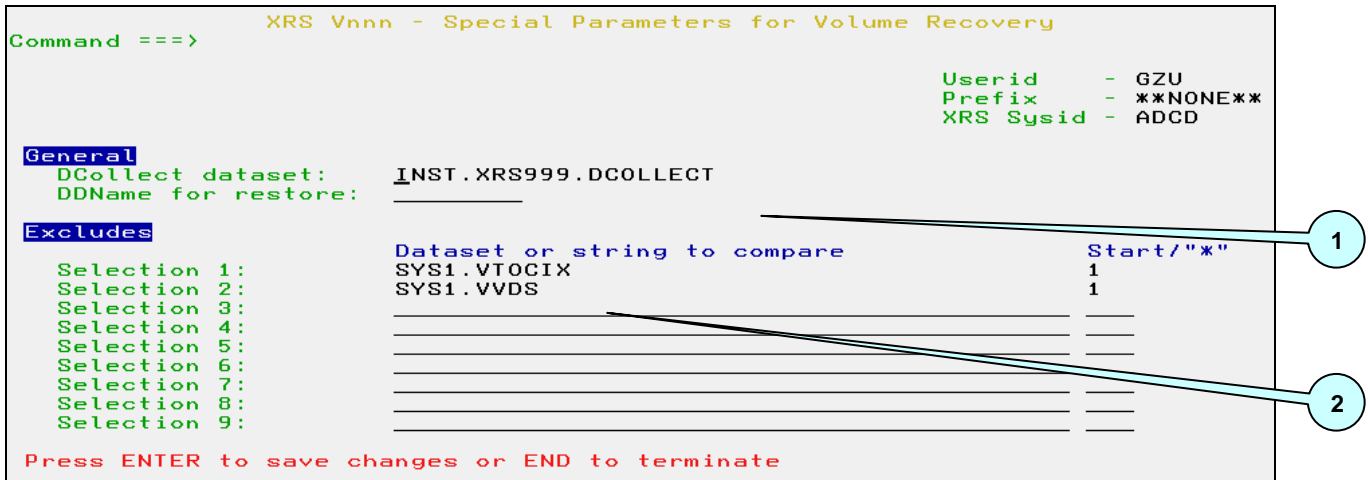 XRS Vnnn - Special Parameters for Volume Recovery
Command ===>
Userid - GZU
Prefix - **NONE**
XRS Sysid - ADCD
General
DCollect dataset: INST.XRS999.DCOLLECT
DDName for restore:
1
Excludes
Dataset or string to compare Start/"*"
Selection 1: SYS1.VTOCIX 1
Selection 2: SYS1.VVDS 1
Selection 3:
Selection 4:
Selection 5:
Selection 6:
Selection 7:
Selection 8:
2
Selection 9:
Press ENTER to save changes or END to terminate